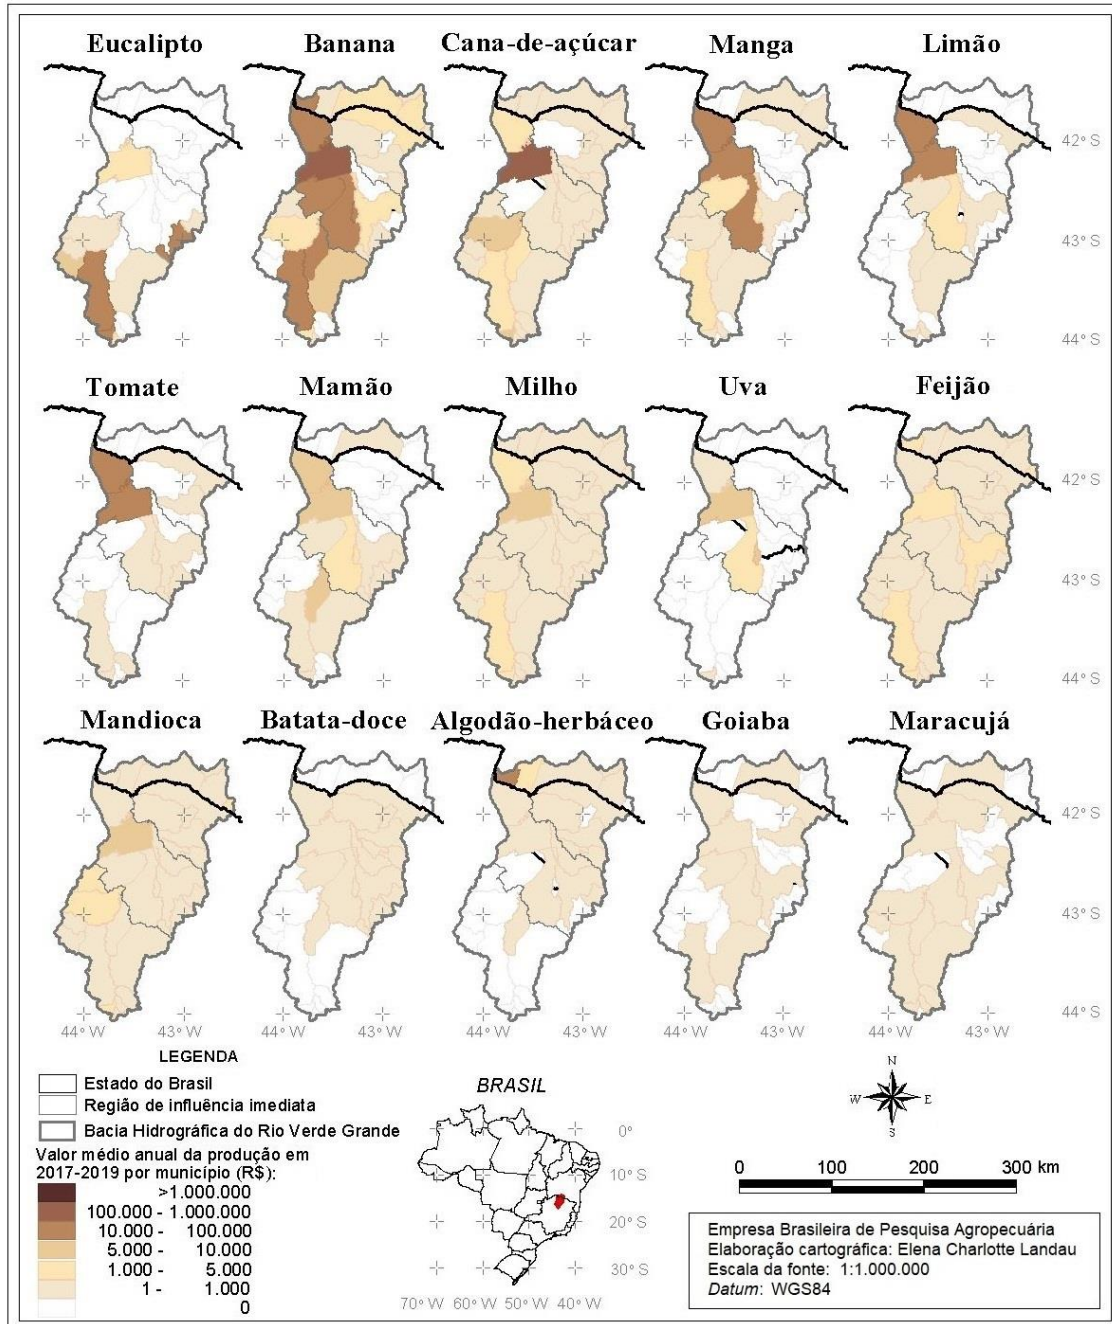 Eucalipto Banana Cana-de-açúcar Manga Limão
42° S
43° S
44° S
Tomate Mamão Milho Uva Feijão
42° S
43° S
44° S
Mandioca Batata-doce Algodão-herbáceo Goiaba Maracujá
42° S
43° S
44° S
44° W 43° W 44° W 43° W 44° W 43° W 44° W 43° W 44° W 43° W
LEGENDA
Estado do Brasil
Região de influência imediata
Bacia Hidrográfica do Rio Verde Grande
Valor médio anual da produção em
2017-2019 por município (R$):
>1.000.000
100.000 - 1.000.000
10.000 - 100.000
5.000 - 10.000
1.000 - 5.000
1 - 1.000
0
BRASIL
0°
10° S
20° S
30° S
70° W 60° W 50° W 40° W
N
W E
S
0 100 200 300 km
Empresa Brasileira de Pesquisa Agropecuária
Elaboração cartográfica: Elena Charlotte Landau
Escala da fonte: 1:1.000.000
Datum: WGS84